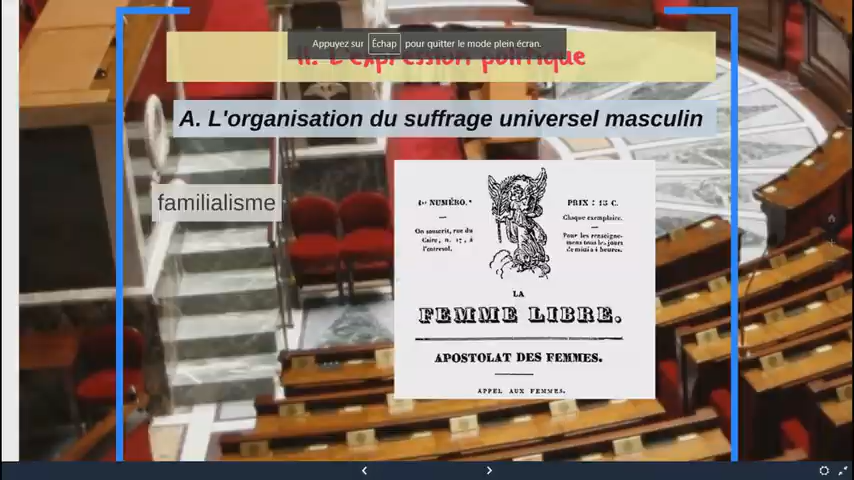 Appuyez sur Échap pour quitter le mode plein écran.
II. L'expression politique
A. L'organisation du suffrage universel masculin
familialisme
1er NUMÉRO.
On souscrit, rue du
Caire, n. 17, à
l'entresol.
PRIX : 15 C.
Chaque exemplaire.
Pour les renseigne-
mens tous les jours
de midi à 4 heures.
LA
FEMME LIBRE.
APOSTOLAT DES FEMMES.
APPEL AUX FEMMES.